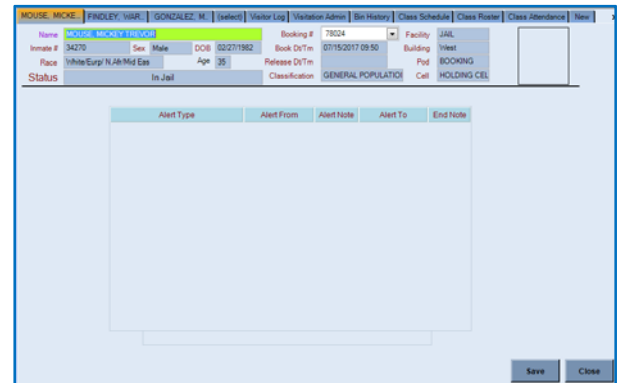 MOUSE, MICKE.. FINDLEY, WAR.. GONZALEZ, M.. (select) Visitor Log Visitation Admin Bin History Class Schedule Class Roster Class Attendance New
Name MOUSE, MICKEY TREVOR Booking # 78024 Facility JAIL
Inmate # 34270 Sex Male DOB 02/27/1982 Book Dt/Tm 07/15/2017 09:50 Building West
Race White/Eurp/ N.Afr/Mid Eas Age 35 Release Dt/Tm Pod BOOKING
Status In Jail Classification GENERAL POPULATIOI Cell HOLDING CEL
Alert Type Alert From Alert Note Alert To End Note
Save Close